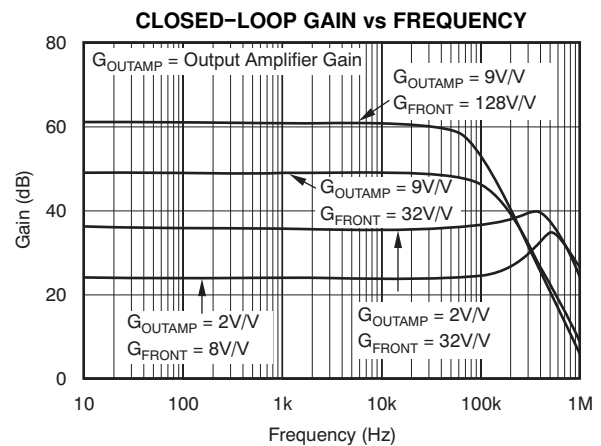 CLOSED–LOOP GAIN vs FREQUENCY
80
60
40
20
0
Gain (dB)
GOUTAMP = Output Amplifier Gain
GOUTAMP = 9V/V
GFRONT = 128V/V
GOUTAMP = 9V/V
GFRONT = 32V/V
GOUTAMP = 2V/V
GFRONT = 8V/V
GOUTAMP = 2V/V
GFRONT = 32V/V
10 100 1k 10k 100k 1M
Frequency (Hz)